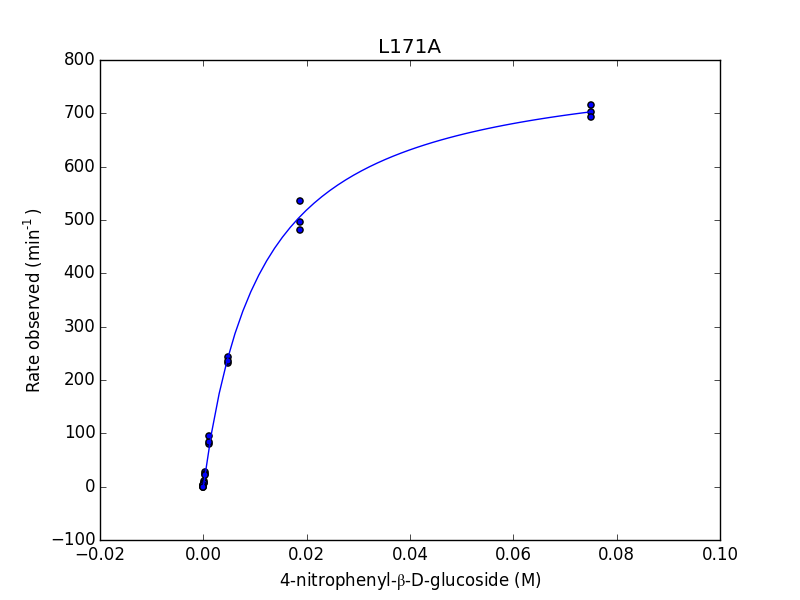 L171A
800
700
600
500
400
300
200
100
0
−100
−0.02 0.00 0.02 0.04 0.06 0.08 0.10
Rate observed (min⁻¹)
4-nitrophenyl-β-D-glucoside (M)